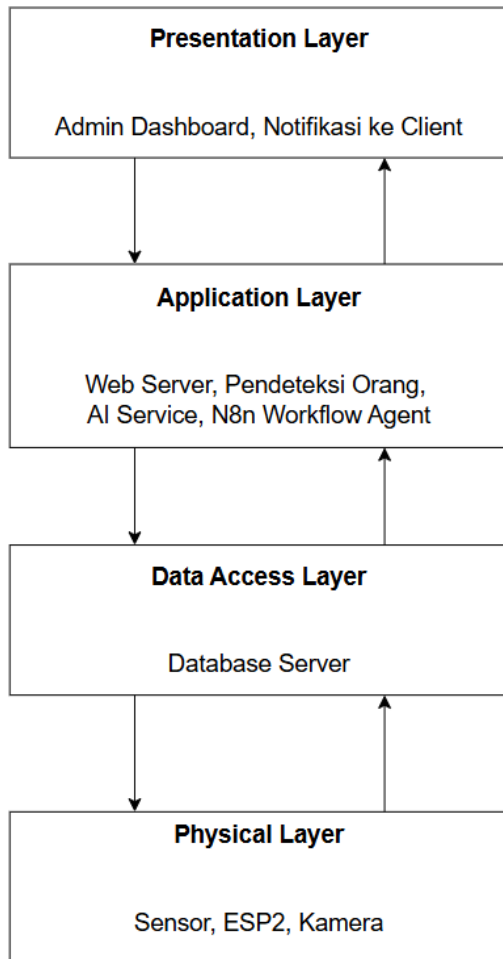 Presentation Layer
Admin Dashboard, Notifikasi ke Client
Application Layer
Web Server, Pendeteksi Orang,
AI Service, N8n Workflow Agent
Data Access Layer
Database Server
Physical Layer
Sensor, ESP2, Kamera